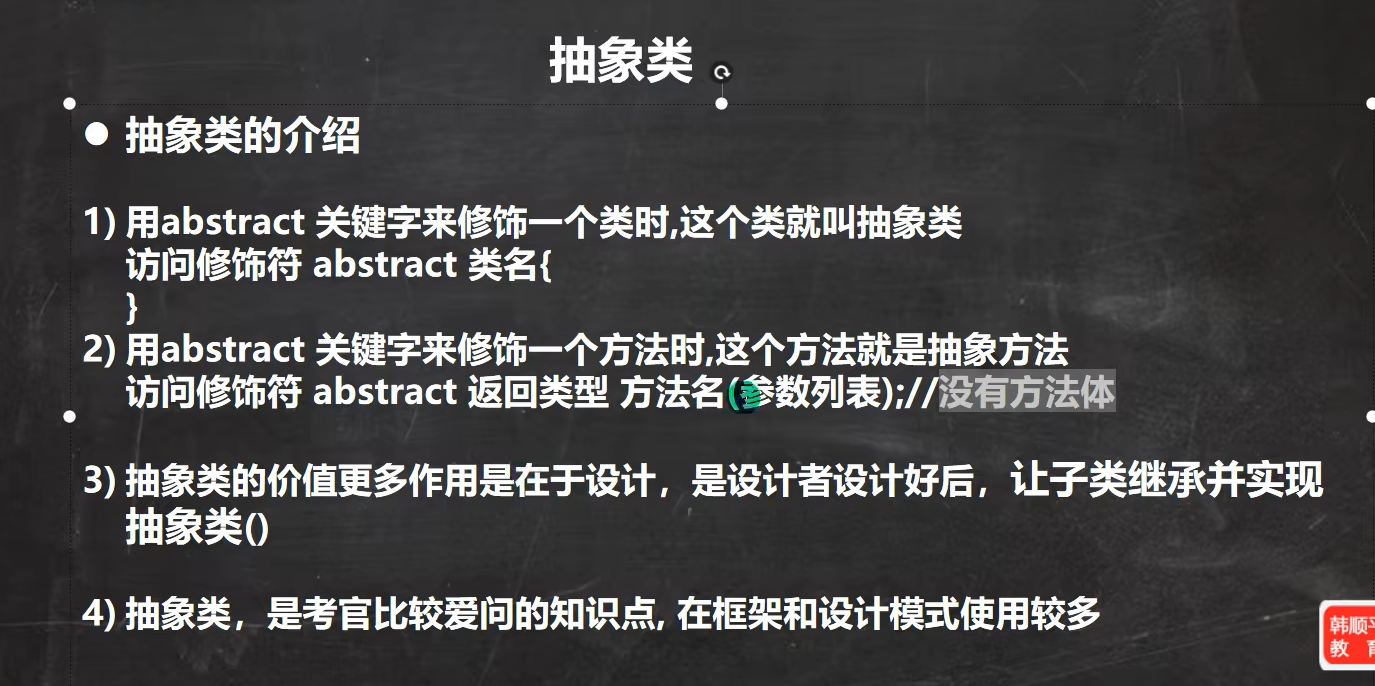 抽象类
● 抽象类的介绍
1) 用abstract 关键字来修饰一个类时,这个类就叫抽象类
访问修饰符 abstract 类名{
}
2) 用abstract 关键字来修饰一个方法时,这个方法就是抽象方法
访问修饰符 abstract 返回类型 方法名(参数列表);//没有方法体
3) 抽象类的价值更多作用是在于设计，是设计者设计好后，让子类继承并实现
抽象类()
4) 抽象类，是考官比较爱问的知识点, 在框架和设计模式使用较多
韩顺平
教 育